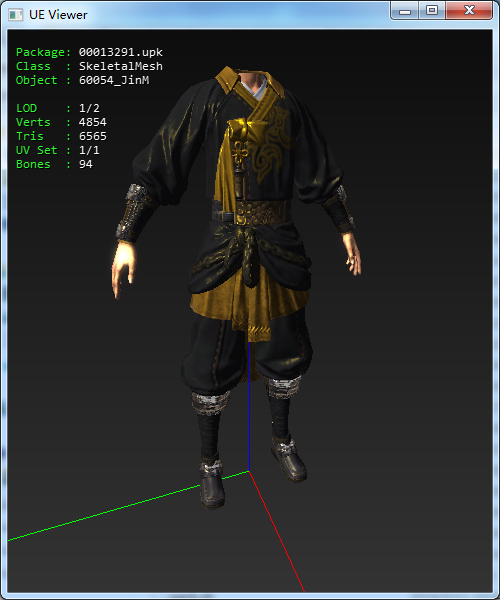 UE Viewer
Package: 00013291.upk
Class : SkeletalMesh
Object : 60054_JinM
LOD : 1/2
Verts : 4854
Tris : 6565
UV Set : 1/1
Bones : 94